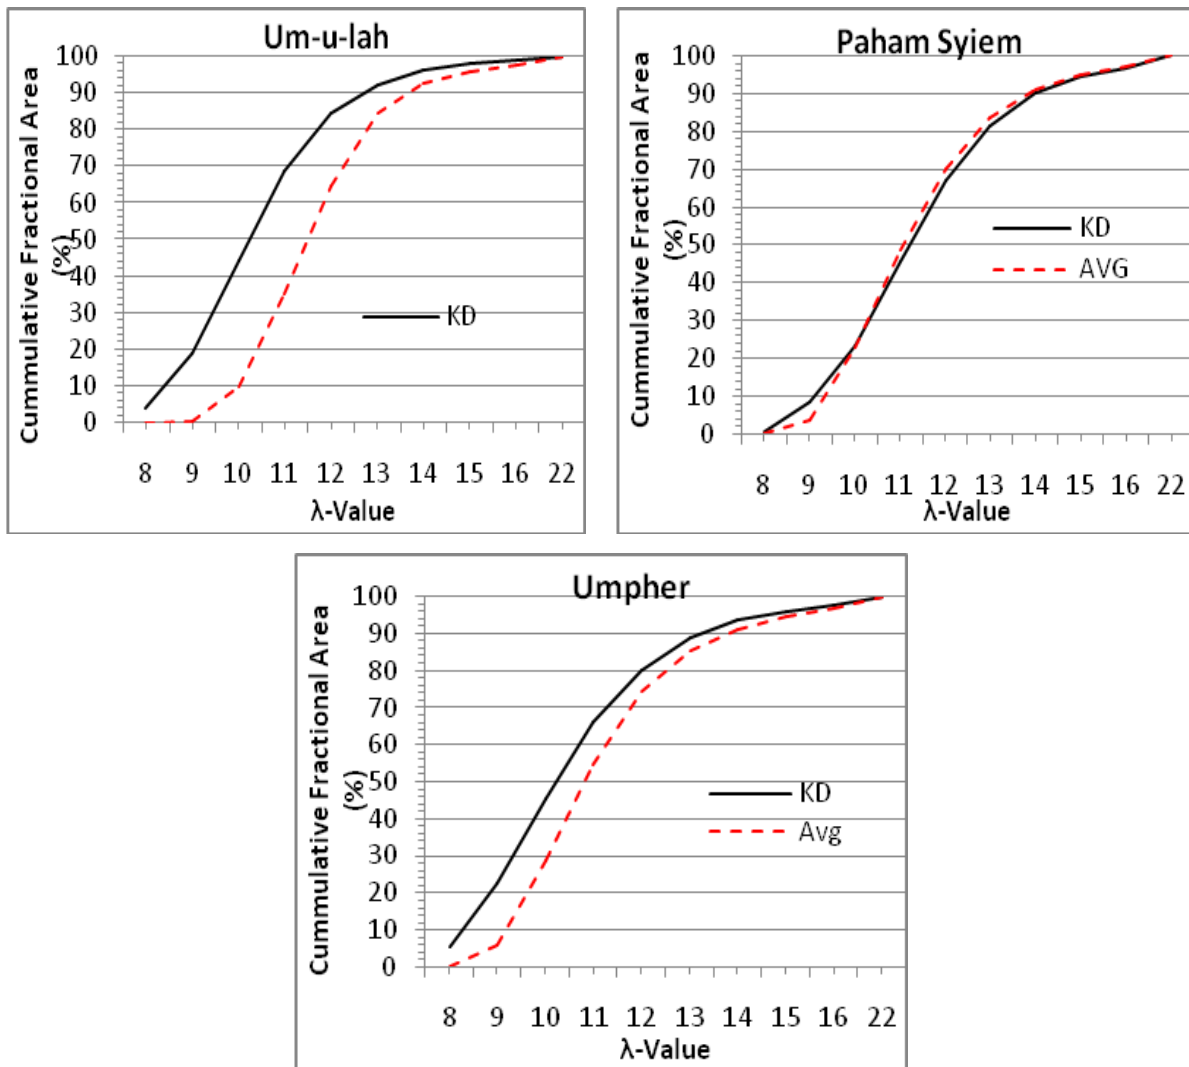 Um-u-lah
Cummulative Fractional Area
(%)
100
90
80
70
60
50
40
30
20
10
0
KD
8 9 10 11 12 13 14 15 16 22
λ-Value
Paham Syiem
Cummulative Fractional Area
(%)
100
90
80
70
60
50
40
30
20
10
0
KD
AVG
8 9 10 11 12 13 14 15 16 22
λ-Value
Umpher
Cummulative Fractional Area
(%)
100
90
80
70
60
50
40
30
20
10
0
KD
Avg
8 9 10 11 12 13 14 15 16 22
λ-Value